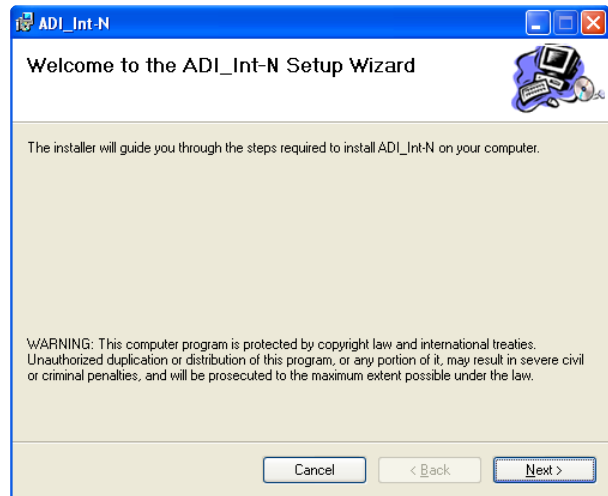 ADI_Int-N
Welcome to the ADI_Int-N Setup Wizard
The installer will guide you through the steps required to install ADI_Int-N on your computer.
WARNING: This computer program is protected by copyright law and international treaties.
Unauthorized duplication or distribution of this program, or any portion of it, may result in severe civil
or criminal penalties, and will be prosecuted to the maximum extent possible under the law.
Cancel
< Back
Next >